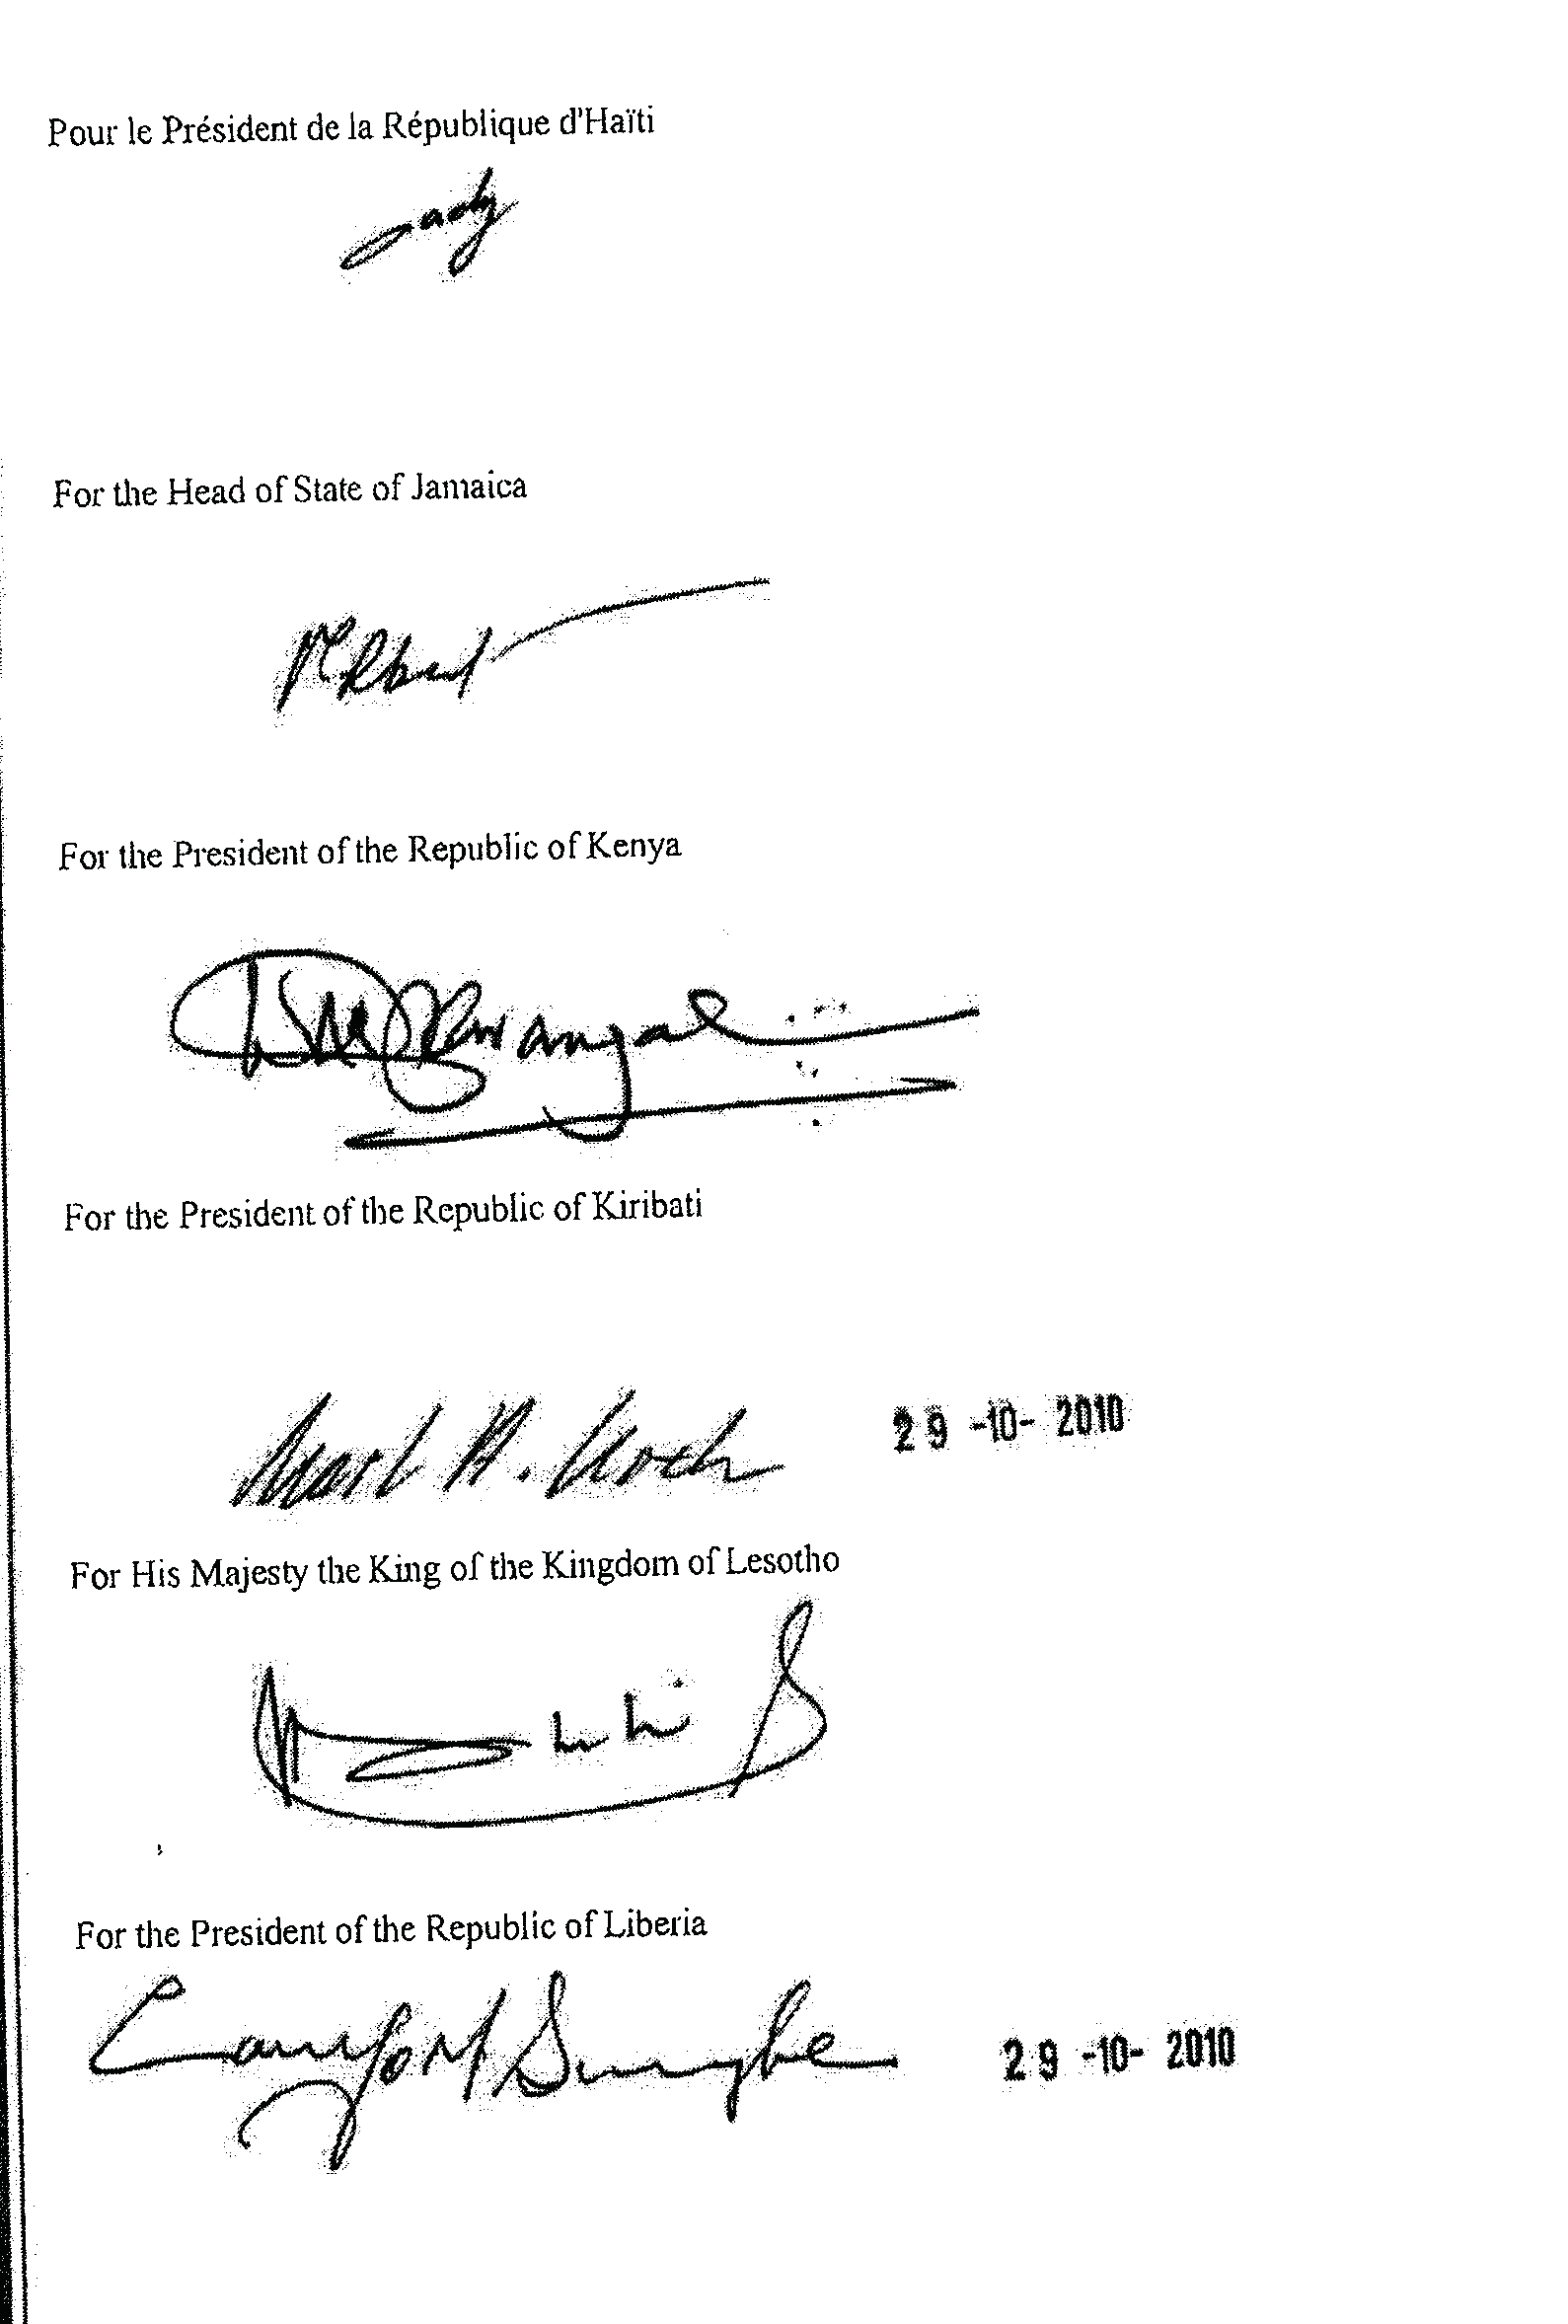 Pour le Président de la République d'Haïti
For the Head of State of Jamaica
For the President of the Republic of Kenya
For the President of the Republic of Kiribati
29 -10- 2010
For His Majesty the King of the Kingdom of Lesotho
For the President of the Republic of Liberia
29 -10- 2010